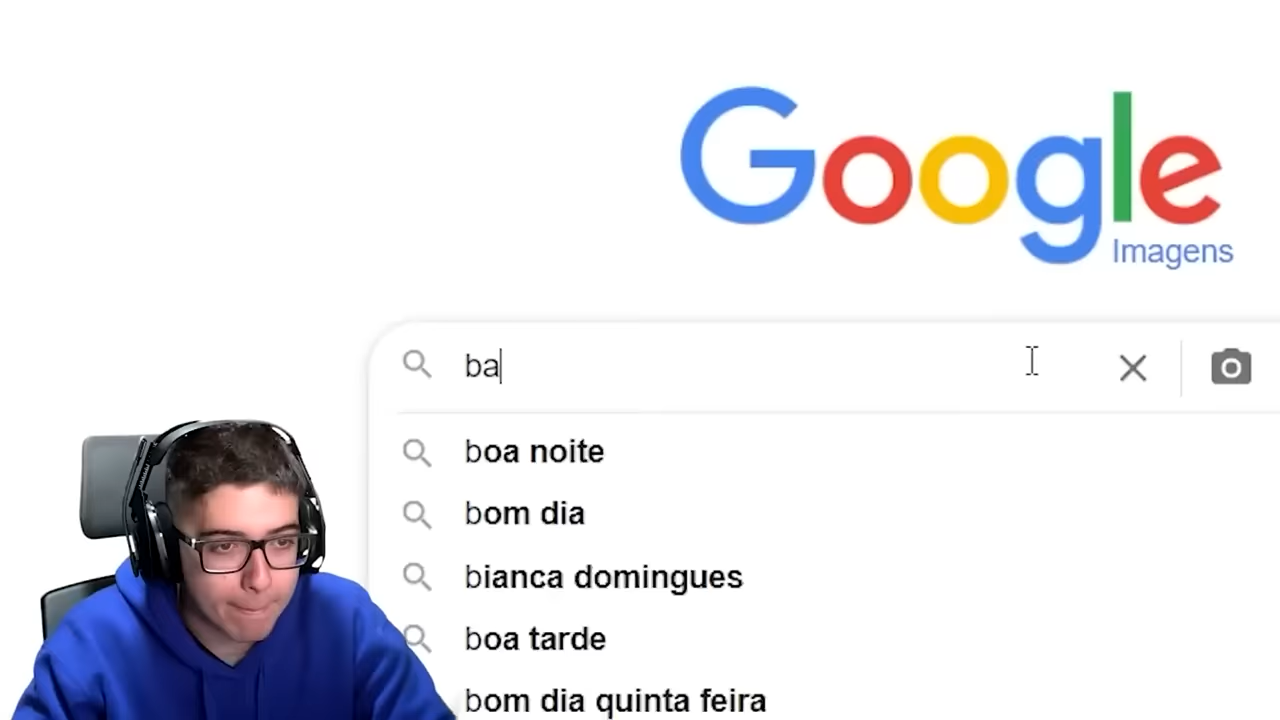 Google
Imagens
ba
boa noite
bom dia
bianca domingues
boa tarde
bom dia quinta feira